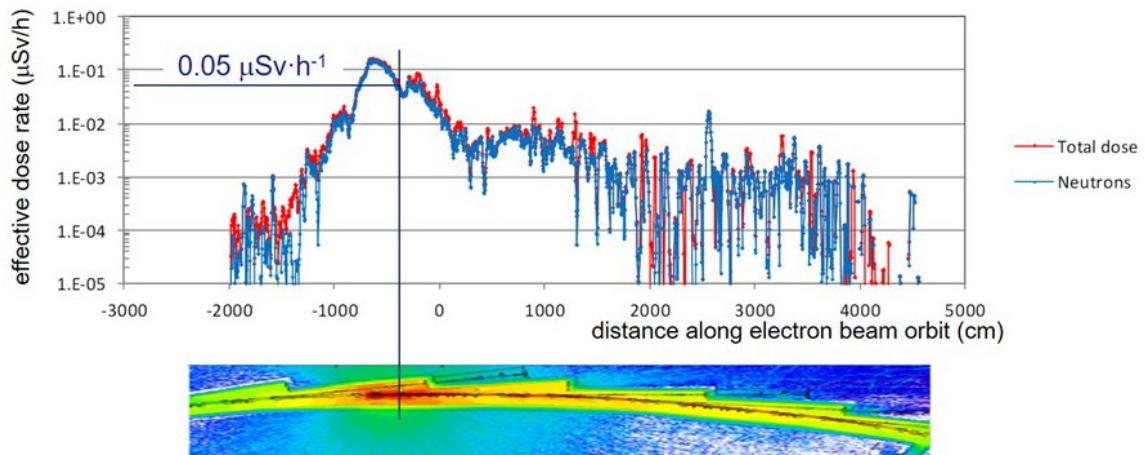 effective dose rate (μSv/h)
1.E+00
1.E-01
1.E-02
1.E-03
1.E-04
1.E-05
0.05 μSv·h⁻¹
-3000 -2000 -1000 0 1000 2000 3000 4000 5000
distance along electron beam orbit (cm)
Total dose
Neutrons